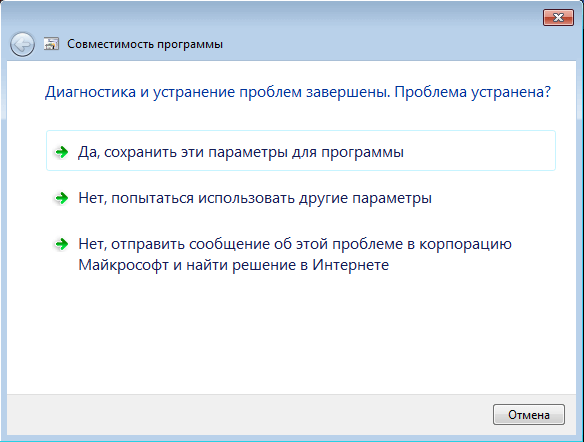 Совместимость программы
Диагностика и устранение проблем завершены. Проблема устранена?
Да, сохранить эти параметры для программы
Нет, попытаться использовать другие параметры
Нет, отправить сообщение об этой проблеме в корпорацию
Майкрософт и найти решение в Интернете
Отмена